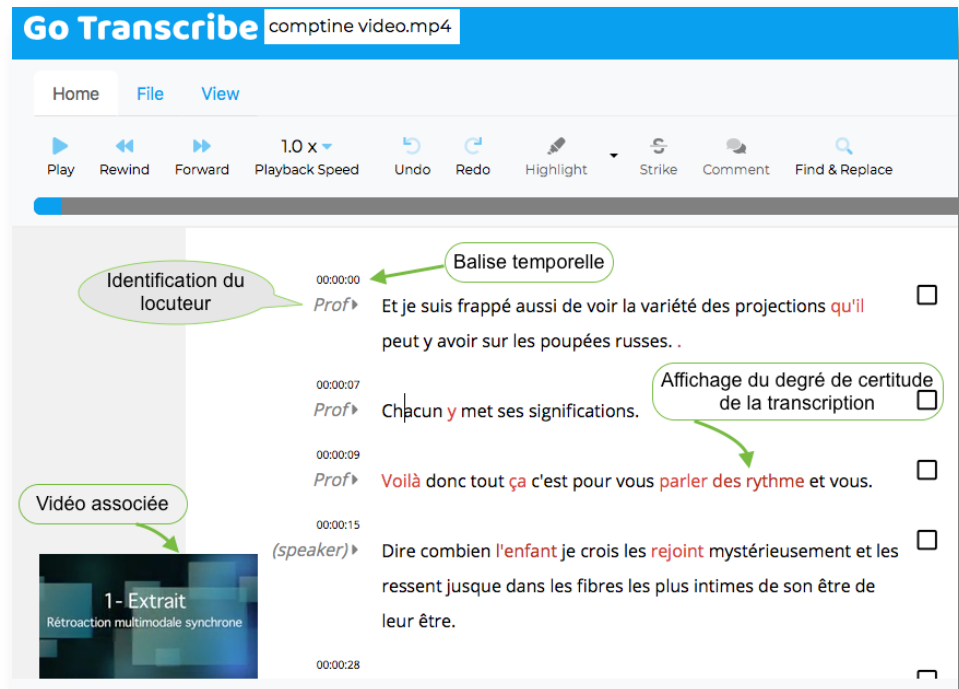 Go Transcribe comptine video.mp4
Home File View
1.0 x
Play Rewind Forward Playback Speed Undo Redo Highlight Strike Comment Find & Replace
Balise temporelle
Identification du
locuteur
00:00:00
Prof Et je suis frappé aussi de voir la variété des projections qu'il
peut y avoir sur les poupées russes. .
Affichage du degré de certitude
de la transcription
00:00:07
Prof Chacun y met ses significations.
00:00:09
Prof Voilà donc tout ça c'est pour vous parler des rythme et vous.
Vidéo associée
00:00:15
(speaker) Dire combien l'enfant je crois les rejoint mystérieusement et les
ressent jusque dans les fibres les plus intimes de son être de
leur être.
1- Extrait
Rétroaction multimodale synchrone
00:00:28